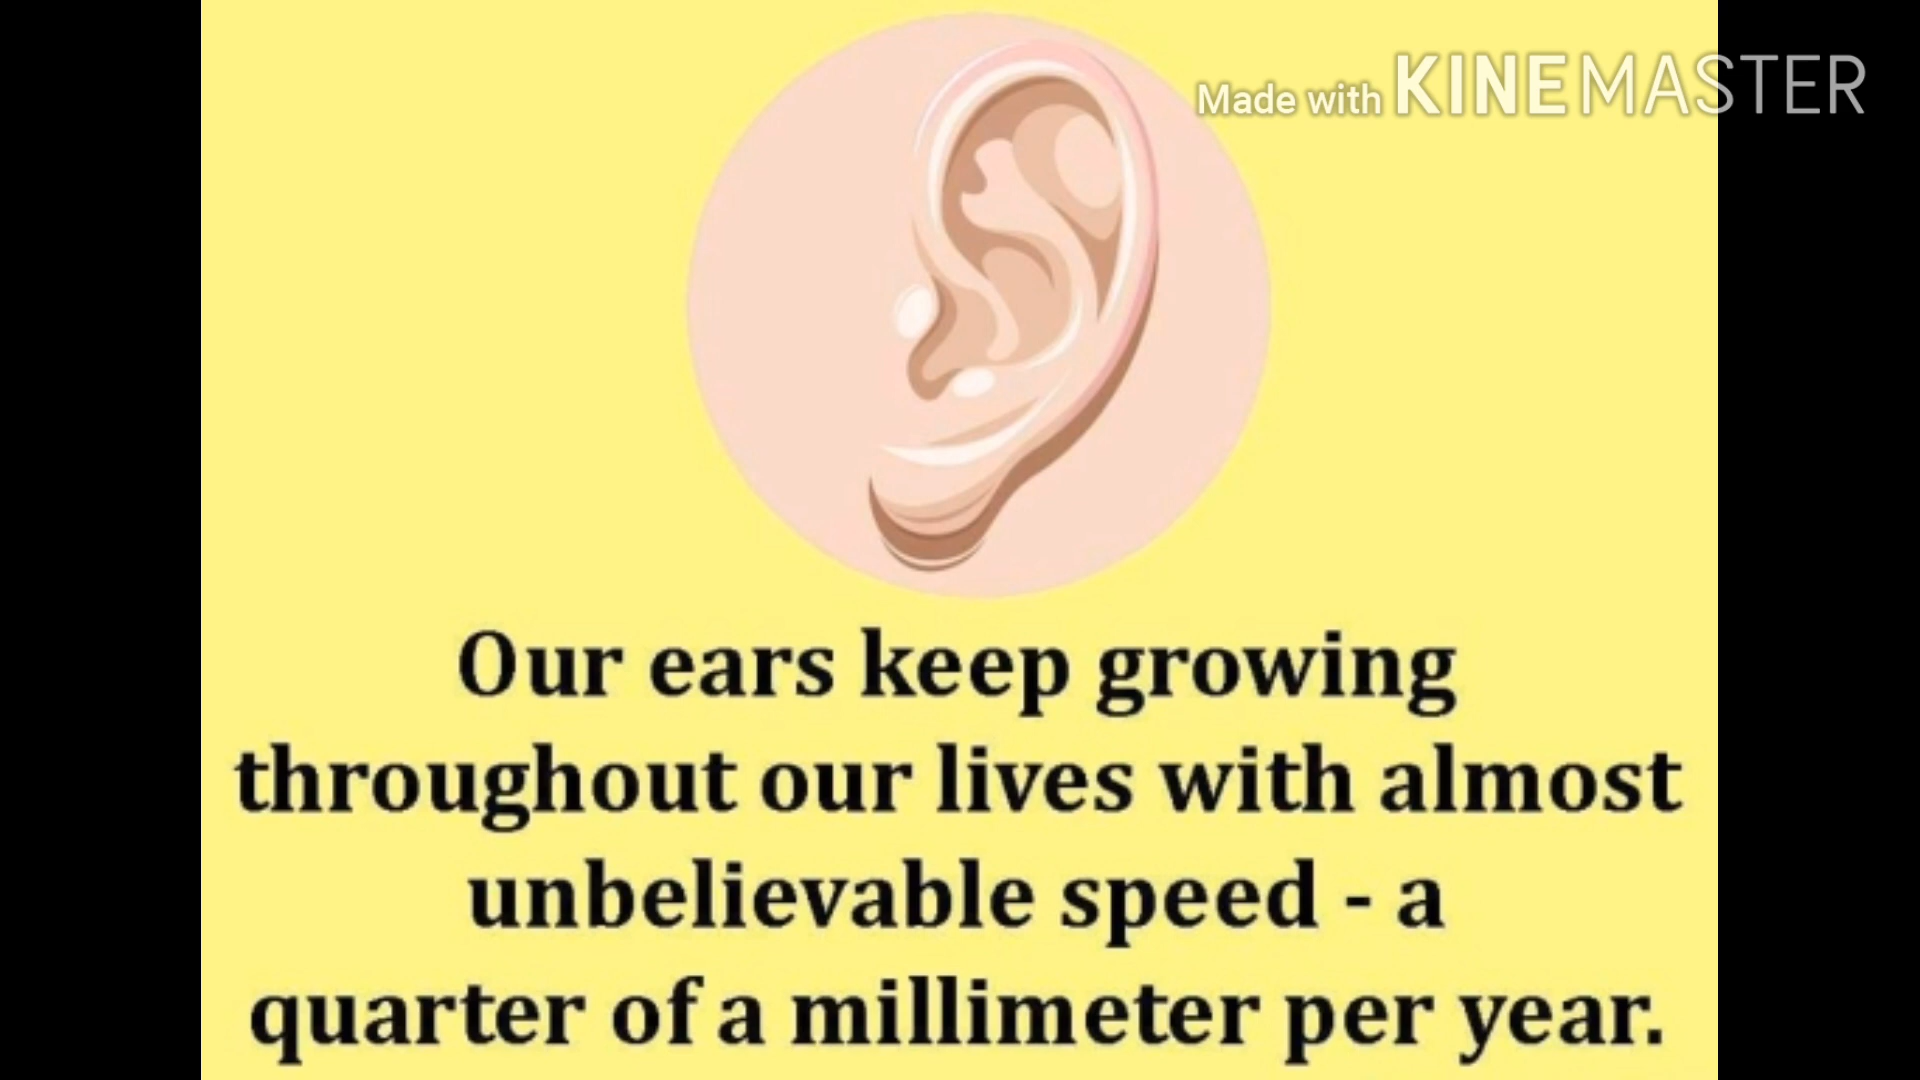 Made with KINEMASTER
Our ears keep growing
throughout our lives with almost
unbelievable speed - a
quarter of a millimeter per year.